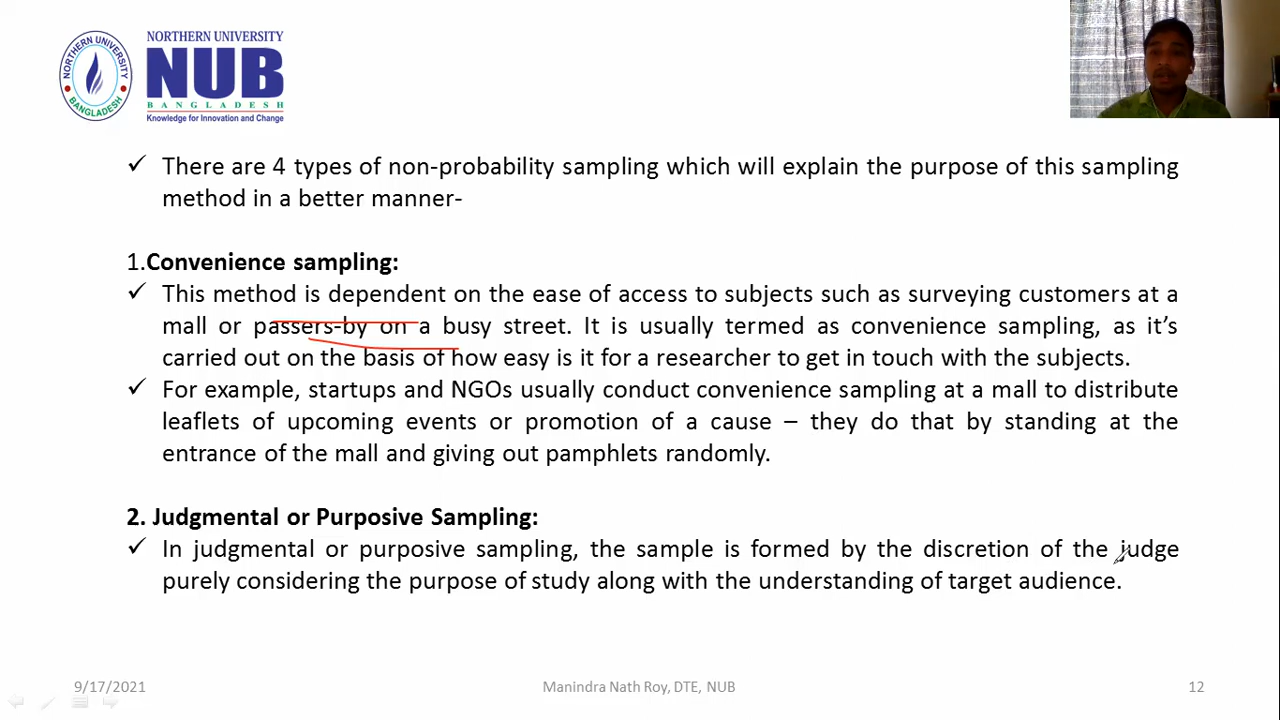 NORTHERN UNIVERSITY
BANGLADESH
NORTHERN UNIVERSITY
NUB
BANGLADESH
Knowledge for Innovation and Change
✓ There are 4 types of non-probability sampling which will explain the purpose of this sampling
method in a better manner-
1.Convenience sampling:
✓ This method is dependent on the ease of access to subjects such as surveying customers at a
mall or passers-by on a busy street. It is usually termed as convenience sampling, as it’s
carried out on the basis of how easy is it for a researcher to get in touch with the subjects.
✓ For example, startups and NGOs usually conduct convenience sampling at a mall to distribute
leaflets of upcoming events or promotion of a cause – they do that by standing at the
entrance of the mall and giving out pamphlets randomly.
2. Judgmental or Purposive Sampling:
✓ In judgmental or purposive sampling, the sample is formed by the discretion of the judge
purely considering the purpose of study along with the understanding of target audience.
9/17/2021
Manindra Nath Roy, DTE, NUB
12